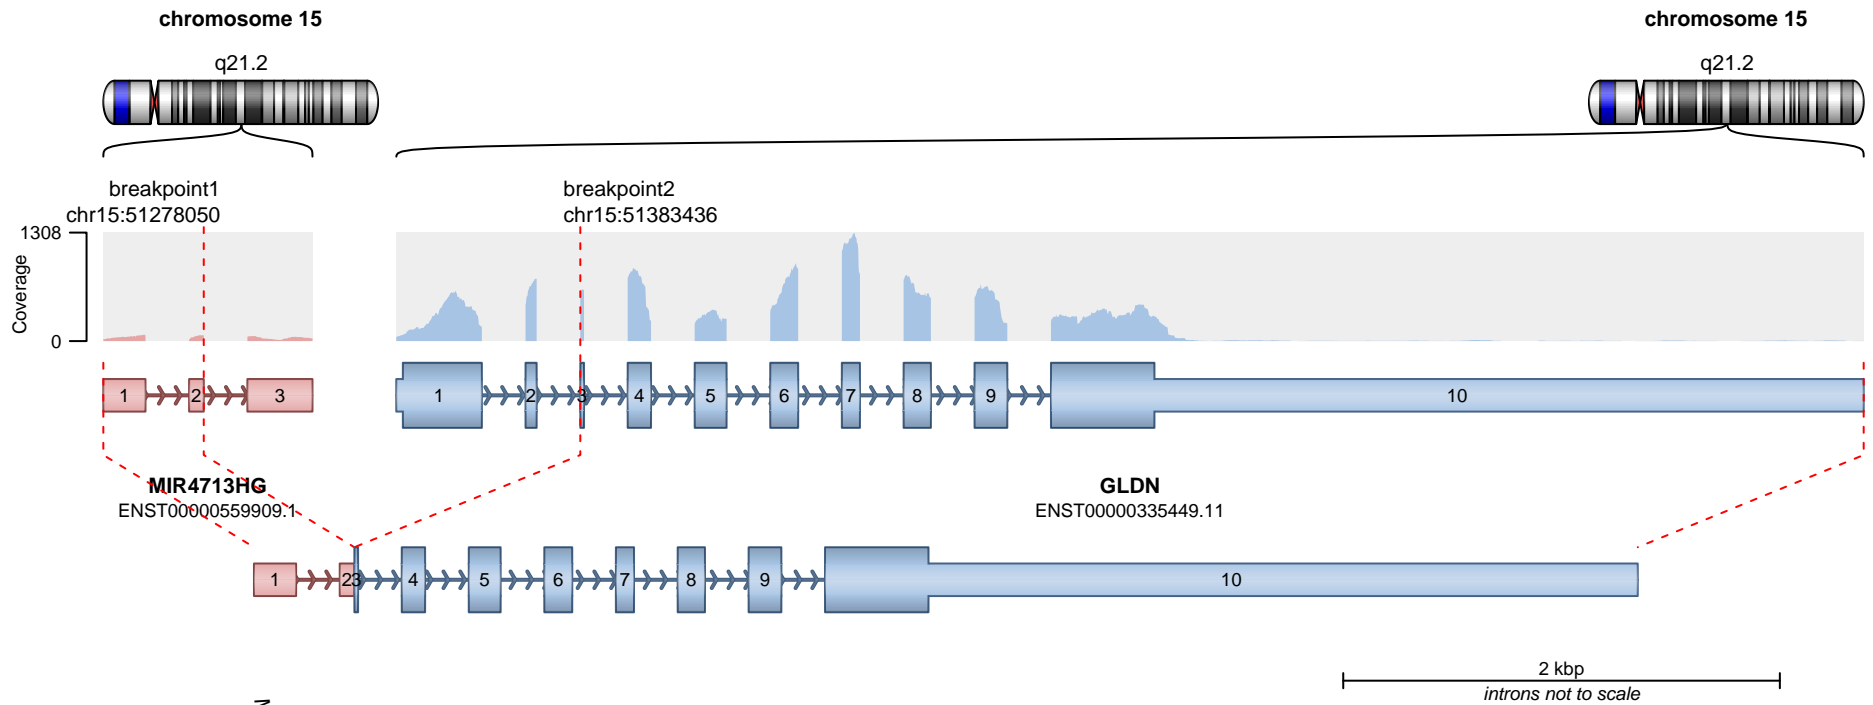 chromosome 15
chromosome 15
q21.2
q21.2
breakpoint1
chr15:51278050
breakpoint2
chr15:51383436
1308
Coverage
0
1 2 3
1 2 3 4 5 6 7 8 9 10
MIR4713HG
ENST00000559909.1
GLDN
ENST00000335449.11
1 2 3 4 5 6 7 8 9 10
2 kbp
introns not to scale